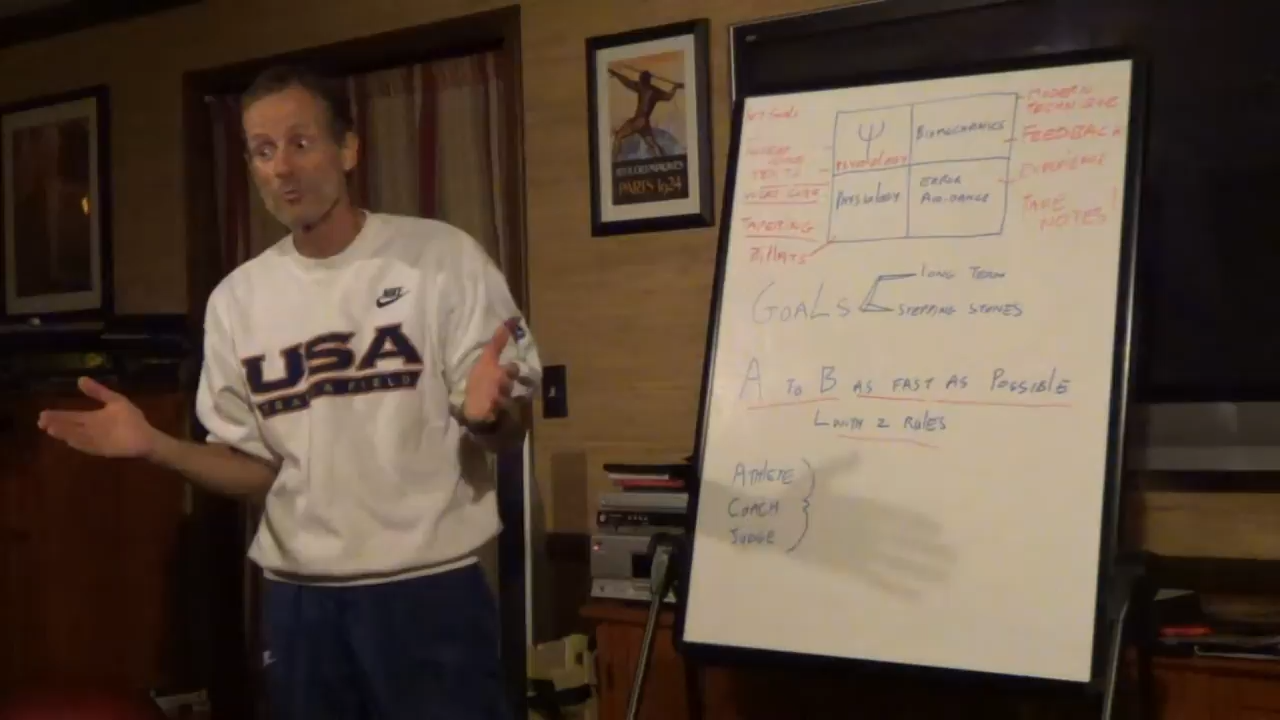 USA
TRACK & FIELD
PARIS 1924
PSYCHOLOGY
BIOMECHANICS
PHYSIOLOGY
ERROR
AVOIDANCE
TAPERING
MODERN
TECHNIQUE
FEEDBACK
EXPERIENCE
TAKE
NOTES!
GOALS
LONG TERM
STEPPING STONES
A TO B AS FAST AS POSSIBLE
WITH 2 RULES
ATHLETE
COACH
JUDGE